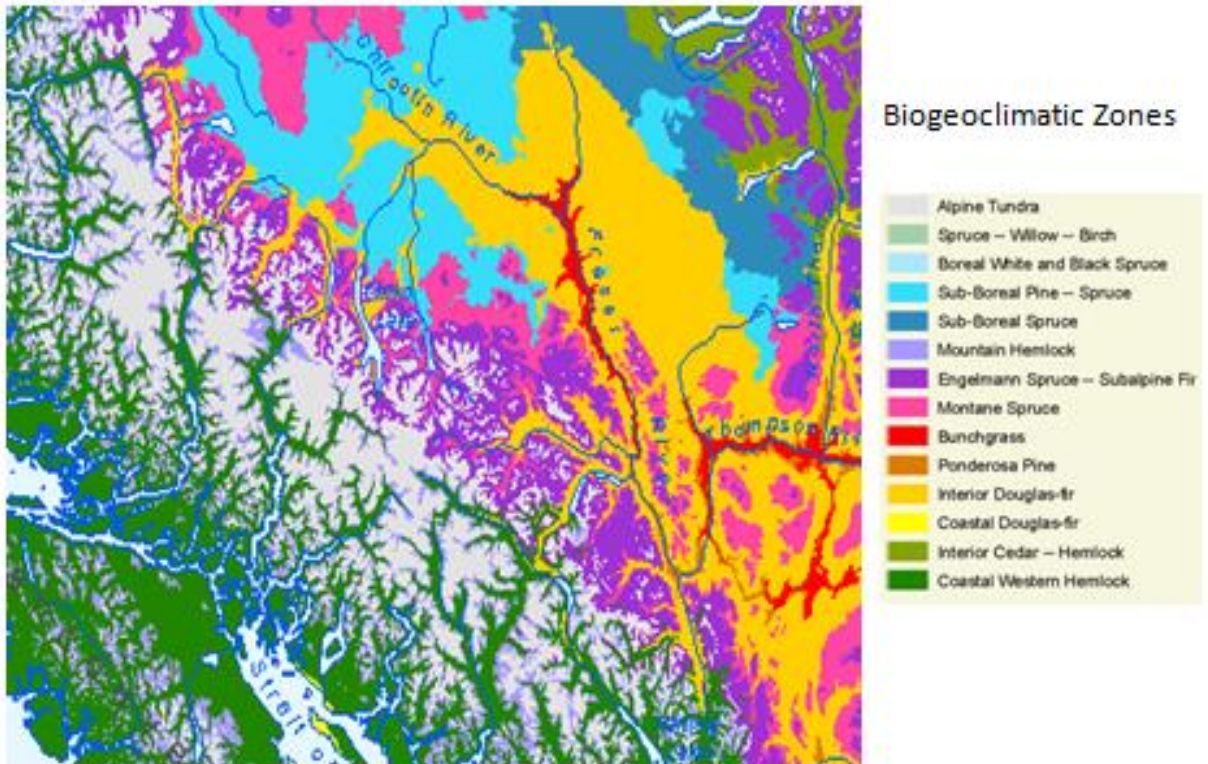 Chilcotin River
Fraser
River
Thompson
Strait o
Biogeoclimatic Zones
Alpine Tundra
Spruce -- Willow -- Birch
Boreal White and Black Spruce
Sub-Boreal Pine -- Spruce
Sub-Boreal Spruce
Mountain Hemlock
Engelmann Spruce -- Subalpine Fir
Montane Spruce
Bunchgrass
Ponderosa Pine
Interior Douglas-fir
Coastal Douglas-fir
Interior Cedar -- Hemlock
Coastal Western Hemlock